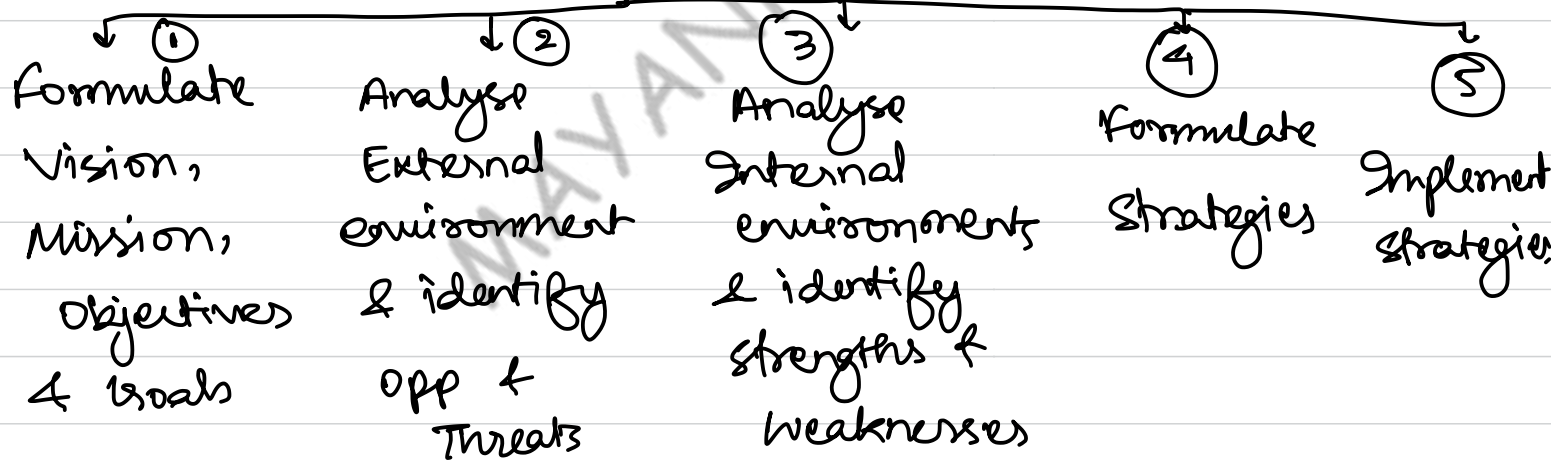 ①
Formulate
Vision,
Mission,
Objectives
& Goals
②
Analyse
External
environment
& identify
Opp &
Threats
③
Analyse
Internal
environments
& identify
strengths &
Weaknesses
④
Formulate
Strategies
⑤
Implement
strategies